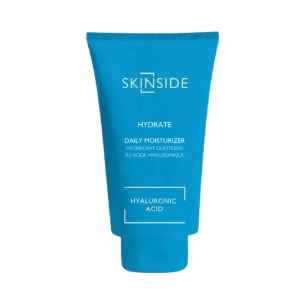 SKINSIDE
HYDRATE
DAILY MOISTURIZER
HYDRATANT QUOTIDIEN
À L'ACIDE HYALURONIQUE
HYALURONIC
ACID